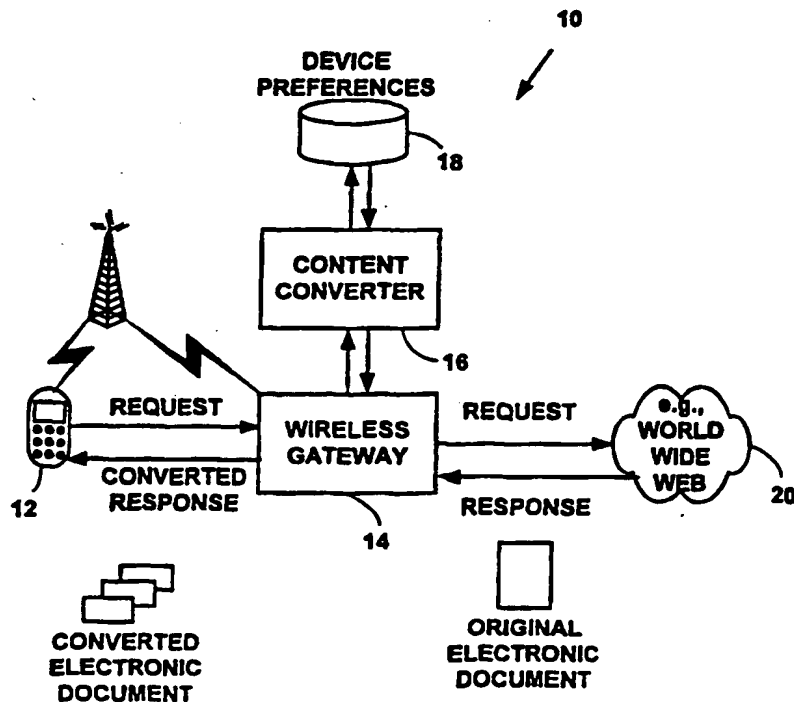 10
DEVICE
PREFERENCES
18
CONTENT
CONVERTER
16
REQUEST
WIRELESS
GATEWAY
REQUEST
e.g.,
WORLD
WIDE
WEB
20
CONVERTED
RESPONSE
12
14
RESPONSE
CONVERTED
ELECTRONIC
DOCUMENT
ORIGINAL
ELECTRONIC
DOCUMENT